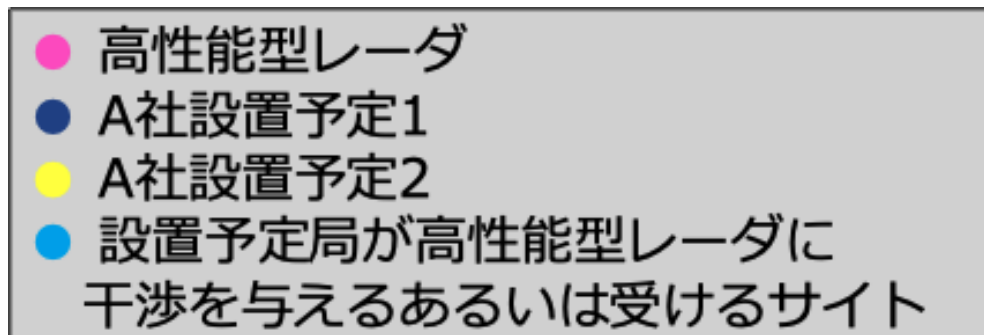 高性能型レーダ
A社設置予定1
A社設置予定2
設置予定局が高性能型レーダに
干渉を与えるあるいは受けるサイト